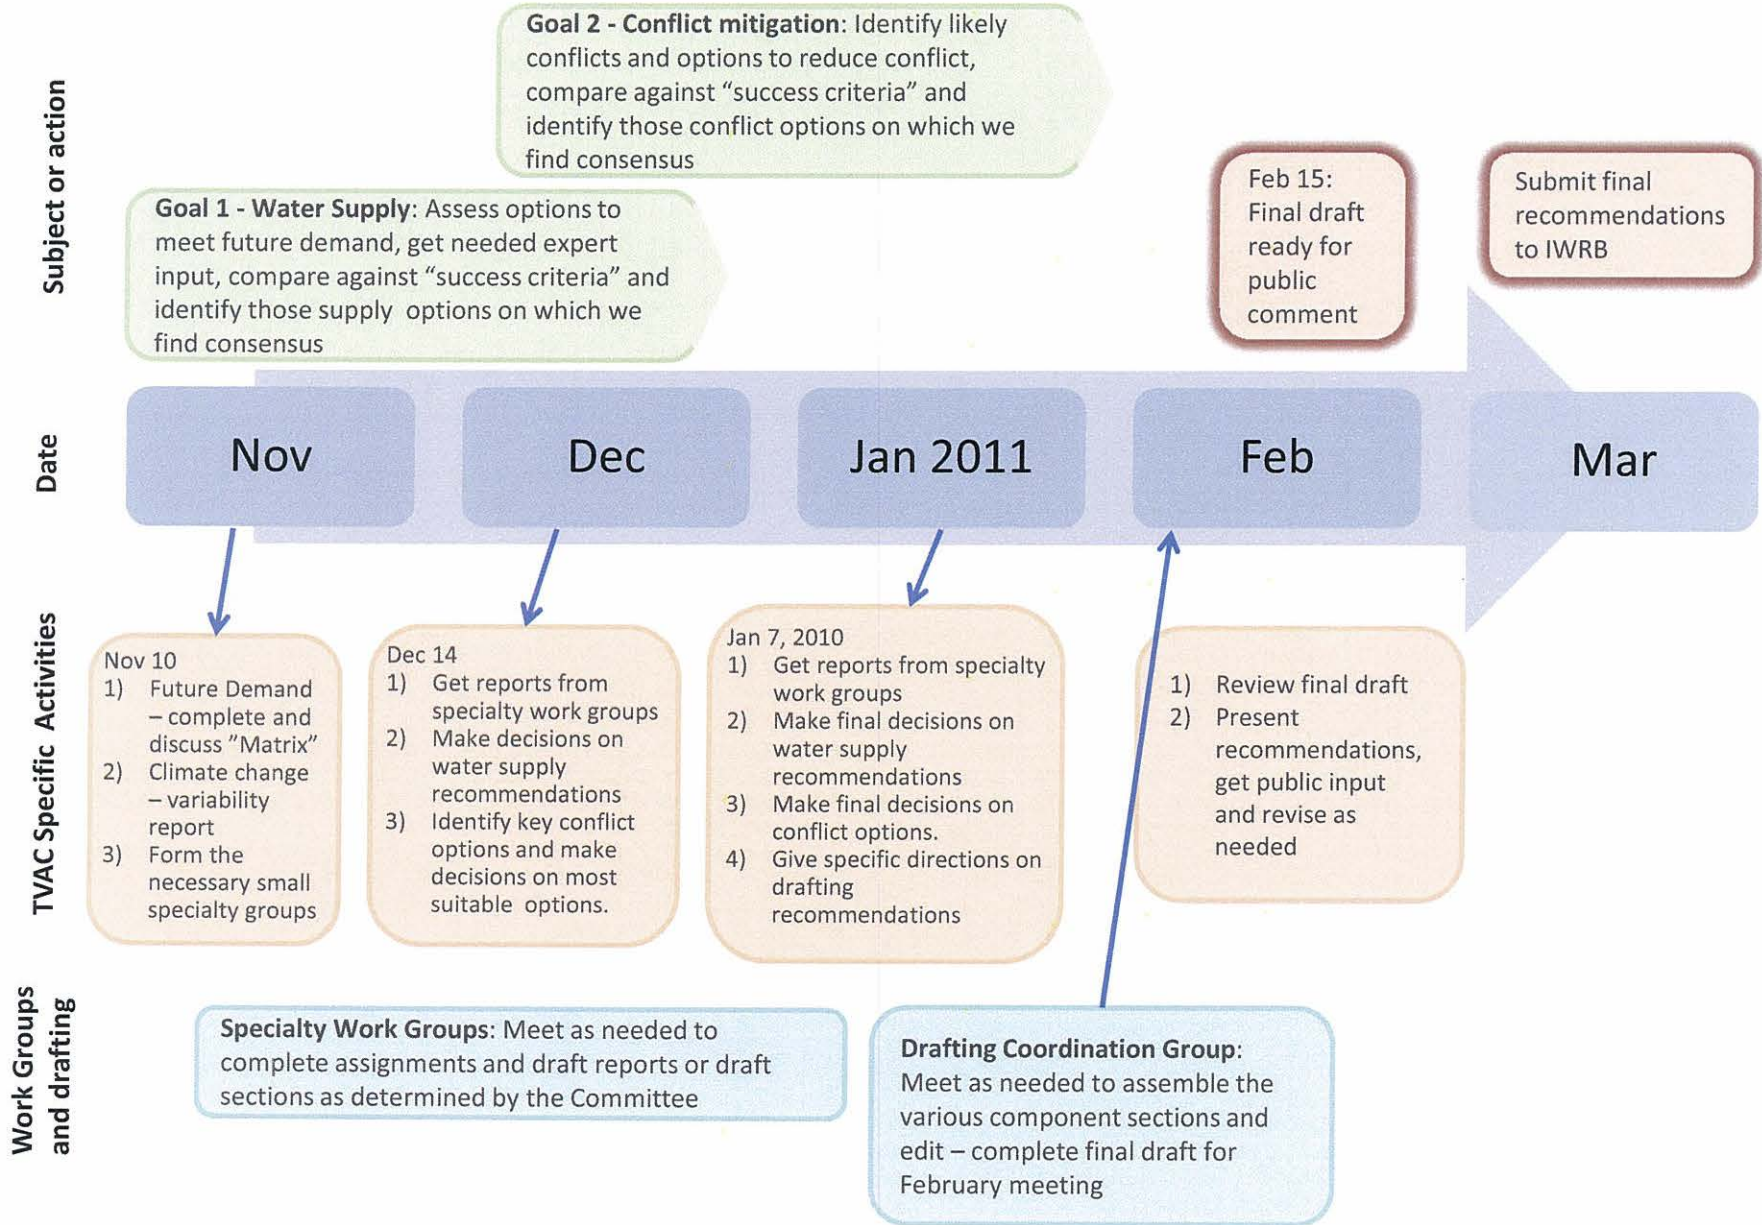 Subject or action
Goal 2 - Conflict mitigation: Identify likely
conflicts and options to reduce conflict,
compare against “success criteria” and
identify those conflict options on which we
find consensus
Goal 1 - Water Supply: Assess options to
meet future demand, get needed expert
input, compare against “success criteria” and
identify those supply options on which we
find consensus
Feb 15:
Final draft
ready for
public
comment
Submit final
recommendations
to IWRB
Date
Nov
Dec
Jan 2011
Feb
Mar
TVAC Specific Activities
Nov 10
1) Future Demand
– complete and
discuss ”Matrix”
2) Climate change
– variability
report
3) Form the
necessary small
specialty groups
Dec 14
1) Get reports from
specialty work groups
2) Make decisions on
water supply
recommendations
3) Identify key conflict
options and make
decisions on most
suitable options.
Jan 7, 2010
1) Get reports from specialty
work groups
2) Make final decisions on
water supply
recommendations
3) Make final decisions on
conflict options.
4) Give specific directions on
drafting
recommendations
1) Review final draft
2) Present
recommendations,
get public input
and revise as
needed
Work Groups
and drafting
Specialty Work Groups: Meet as needed to
complete assignments and draft reports or draft
sections as determined by the Committee
Drafting Coordination Group:
Meet as needed to assemble the
various component sections and
edit – complete final draft for
February meeting